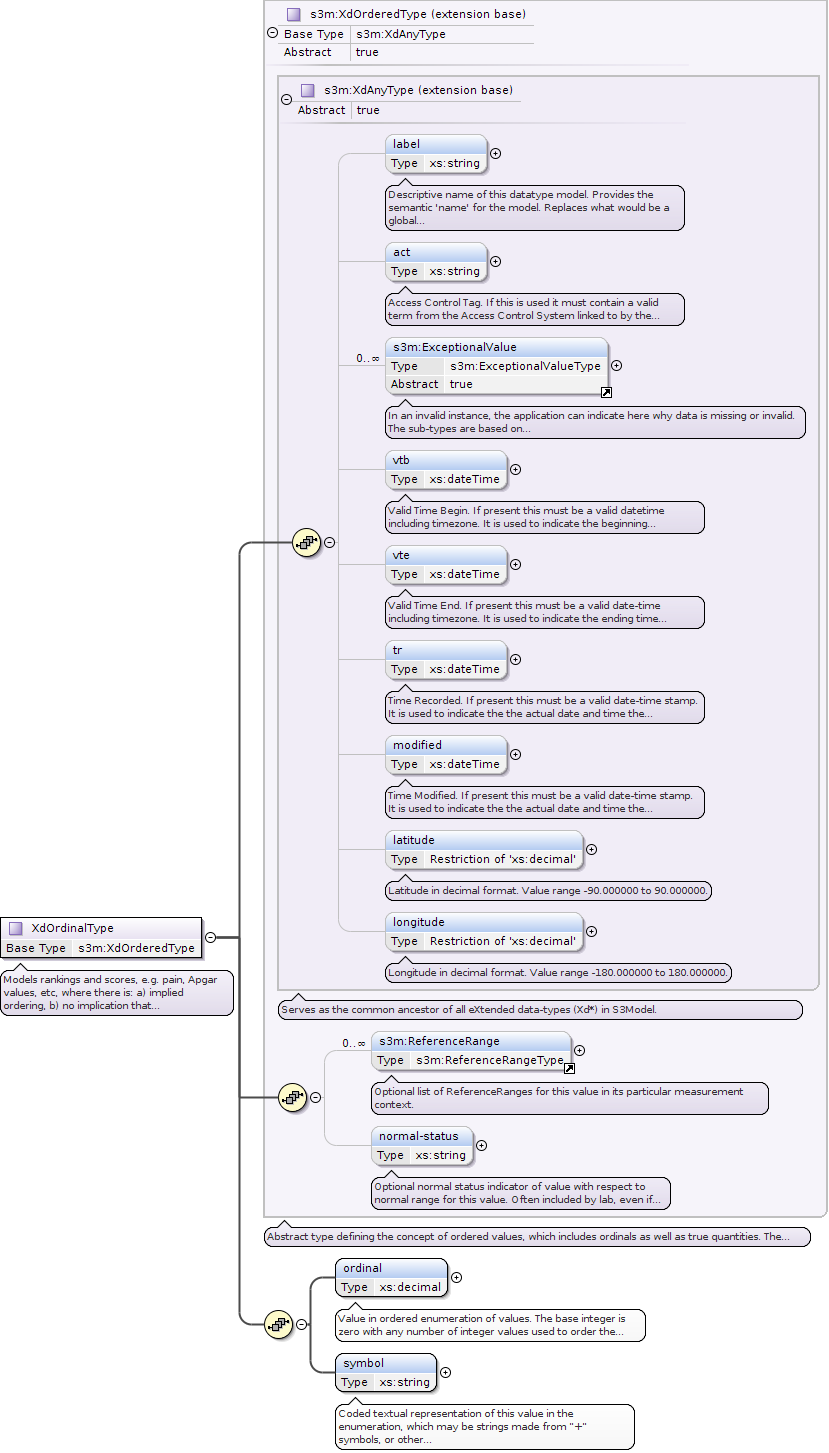 s3m:XdOrderedType (extension base)
Base Type s3m:XdAnyType
Abstract true
s3m:XdAnyType (extension base)
Abstract true
label
Type xs:string
Descriptive name of this datatype model. Provides the
semantic 'name' for the model. Replaces what would be a
global...
act
Type xs:string
Access Control Tag. If this is used it must contain a valid
term from the Access Control System linked to by the...
0..∞
s3m:ExceptionalValue
Type s3m:ExceptionalValueType
Abstract true
In an invalid instance, the application can indicate here why data is missing or invalid.
The sub-types are based on...
vtb
Type xs:dateTime
Valid Time Begin. If present this must be a valid datetime
including timezone. It is used to indicate the beginning...
vte
Type xs:dateTime
Valid Time End. If present this must be a valid date-time
including timezone. It is used to indicate the ending time...
tr
Type xs:dateTime
Time Recorded. If present this must be a valid date-time stamp.
It is used to indicate the the actual date and time the...
modified
Type xs:dateTime
Time Modified. If present this must be a valid date-time stamp.
It is used to indicate the the actual date and time the...
latitude
Type Restriction of 'xs:decimal'
Latitude in decimal format. Value range -90.000000 to 90.000000.
longitude
Type Restriction of 'xs:decimal'
Longitude in decimal format. Value range -180.000000 to 180.000000.
XdOrdinalType
Base Type s3m:XdOrderedType
Models rankings and scores, e.g. pain, Apgar
values, etc, where there is: a) implied
ordering, b) no implication that...
Serves as the common ancestor of all eXtended data-types (Xd*) in S3Model.
0..∞
s3m:ReferenceRange
Type s3m:ReferenceRangeType
Optional list of ReferenceRanges for this value in its particular measurement
context.
normal-status
Type xs:string
Optional normal status indicator of value with respect to
normal range for this value. Often included by lab, even if...
Abstract type defining the concept of ordered values, which includes ordinals as well as true quantities. The...
ordinal
Type xs:decimal
Value in ordered enumeration of values. The base integer is
zero with any number of integer values used to order the...
symbol
Type xs:string
Coded textual representation of this value in the
enumeration, which may be strings made from "+"
symbols, or other...